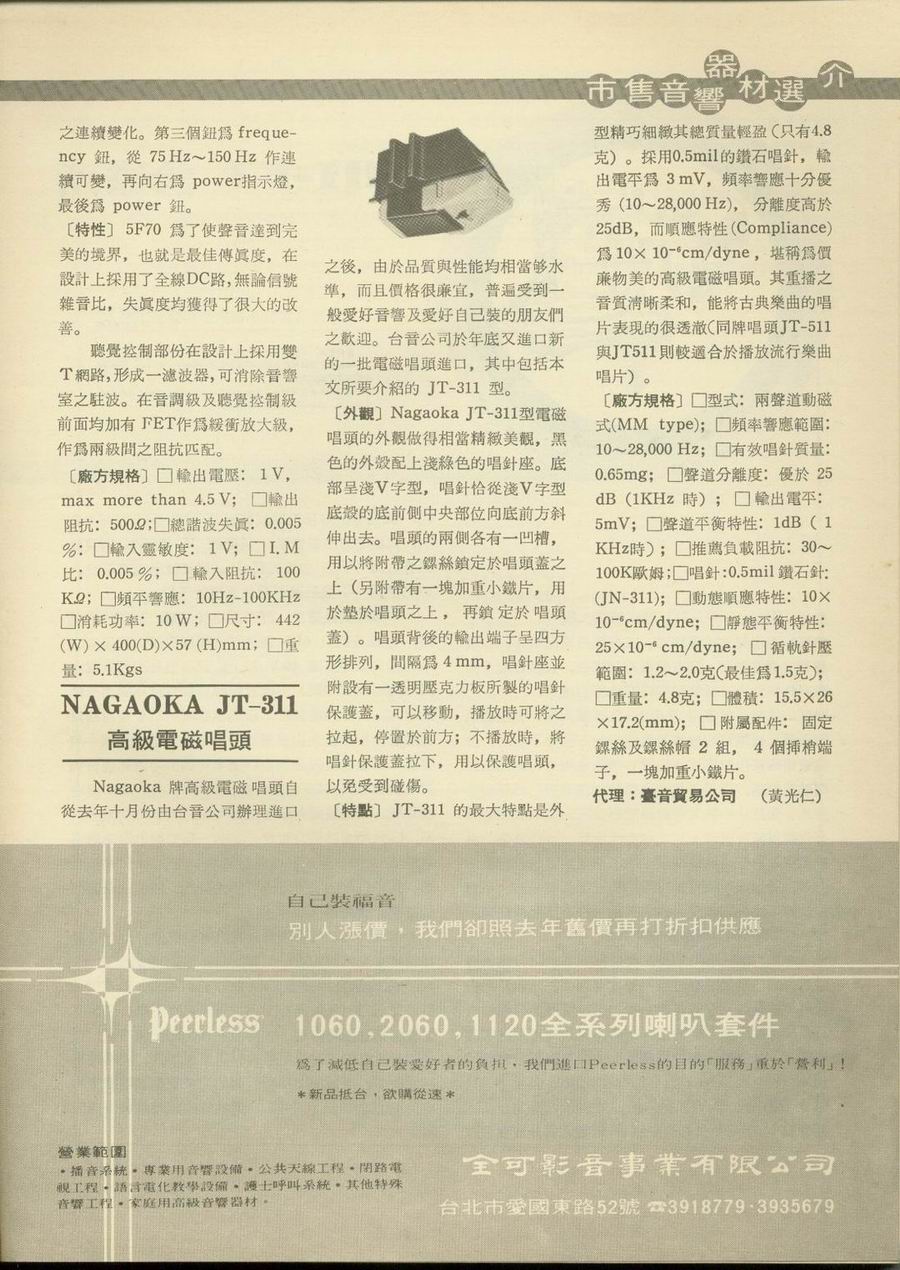 市售音響器材選介
之連續變化。第三個鈕爲 freque-
ncy 鈕，從 75Hz～150Hz 作連
續可變，再向右爲 power指示燈，
最後爲 power 鈕。
〔特性〕5F70 爲了使聲音達到完
美的境界，也就是最佳傳眞度，在
設計上採用了全線DC路，無論信號
雜音比，失眞度均獲得了很大的改
善。
聽覺控制部份在設計上採用雙
T網路，形成一濾波器，可消除音響
室之駐波。在音調級及聽覺控制級
前面均加有 FET作爲緩衝放大級，
作爲兩級間之阻抗匹配。
〔廠方規格〕□輸出電壓：1V，
max more than 4.5V；□輸出
阻抗：500Ω；□總諧波失眞：0.005
％：□輸入靈敏度：1V；□I.M
比：0.005％；□輸入阻抗：100
KΩ；□頻平響應：10Hz-100KHz
□消耗功率：10W；□尺寸：442
(W)×400(D)×57(H)mm；□重
量：5.1Kgs
NAGAOKA JT-311
高級電磁唱頭
Nagaoka 牌高級電磁唱頭自
從去年十月份由台音公司辦理進口
之後，由於品質與性能均相當够水
準，而且價格很廉宜，普遍受到一
般愛好音響及愛好自己裝的朋友們
之歡迎。台音公司於年底又進口新
的一批電磁唱頭進口，其中包括本
文所要介紹的 JT-311 型。
〔外觀〕Nagaoka JT-311型電磁
唱頭的外觀做得相當精緻美觀，黑
色的外殼配上淺綠色的唱針座。底
部呈淺V字型，唱針恰從淺V字型
底殼的底前側中央部位向底前方斜
伸出去。唱頭的兩側各有一凹槽，
用以將附帶之鏍絲鎖定於唱頭蓋之
上（另附帶有一塊加重小鐵片，用
於墊於唱頭之上，再鎖定於唱頭
蓋）。唱頭背後的輸出端子呈四方
形排列，間隔爲4mm，唱針座並
附設有一透明壓克力板所製的唱針
保護蓋，可以移動，播放時可將之
拉起，停置於前方；不播放時，將
唱針保護蓋拉下，用以保護唱頭，
以免受到碰傷。
〔特點〕JT-311 的最大特點是外
型精巧細緻其總質量輕盈（只有4.8
克）。採用0.5mil的鑽石唱針，輸
出電平爲 3mV，頻率響應十分優
秀（10～28,000Hz），分離度高於
25dB，而順應特性(Compliance)
爲10×10⁻⁶cm/dyne，堪稱爲價
廉物美的高級電磁唱頭。其重播之
音質淸晰柔和，能將古典樂曲的唱
片表現的很透澈（同牌唱頭JT-511
與JT511則較適合於播放流行樂曲
唱片）。
〔廠方規格〕□型式：兩聲道動磁
式(MM type)；□頻率響應範圍：
10～28,000Hz；□有效唱針質量：
0.65mg；□聲道分離度：優於25
dB（1KHz時）；□輸出電平：
5mV；□聲道平衡特性：1dB（1
KHz時）；□推薦負載阻抗：30～
100K歐姆；□唱針：0.5mil鑽石針：
(JN-311)；□動態順應特性：10×
10⁻⁶cm/dyne；□靜態平衡特性：
25×10⁻⁶cm/dyne；□循軌針壓
範圍：1.2～2.0克（最佳爲1.5克）；
□重量：4.8克；□體積：15.5×26
×17.2(mm)；□附屬配件：固定
鏍絲及鏍絲帽2組，4個揷梢端
子，一塊加重小鐵片。
代理：臺音貿易公司 （黃光仁）
自己裝福音
別人漲價，我們卻照去年舊價再打折扣供應
Peerless 1060,2060,1120全系列喇叭套件
爲了減低自己裝愛好者的負担，我們進口Peerless的目的「服務」重於「營利」！
＊新品抵台，欲購從速＊
營業範圍
・播音系統・專業用音響設備・公共天線工程・閉路電
視工程・語言電化教學設備・護士呼叫系統・其他特殊
音響工程・家庭用高級音響器材。
全可影音事業有限公司
台北市愛國東路52號 ☎3918779・3935679